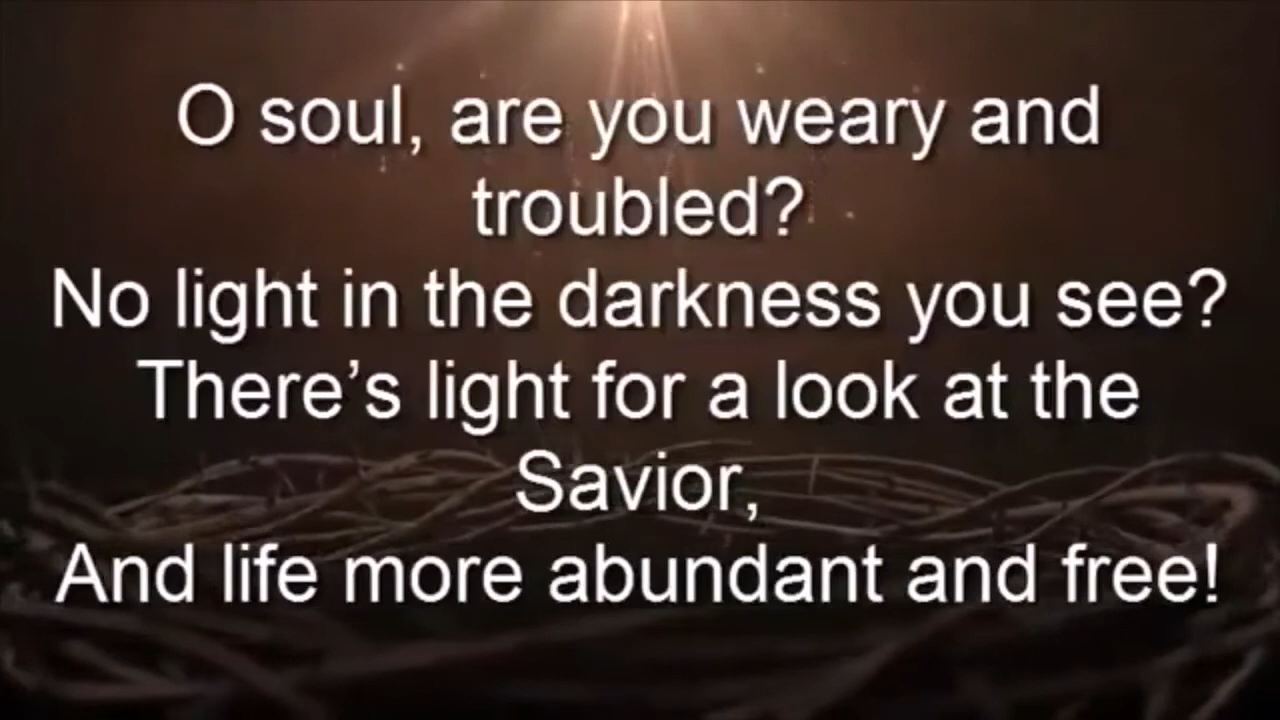 O soul, are you weary and
troubled?
No light in the darkness you see?
There’s light for a look at the
Savior,
And life more abundant and free!